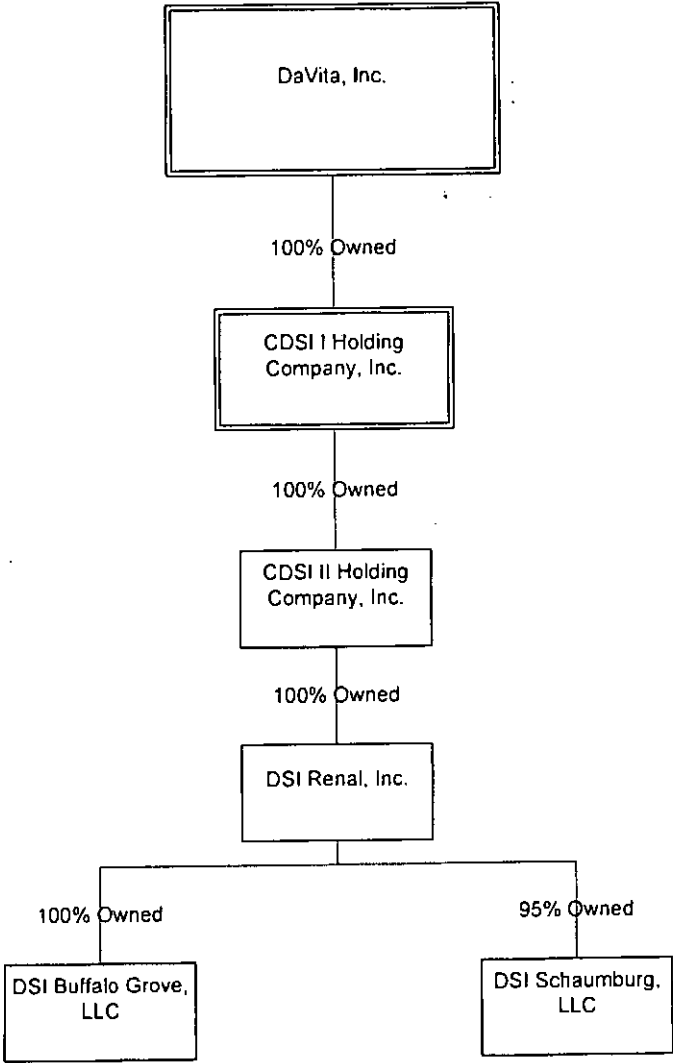 DaVita, Inc.
100% Owned
CDSI I Holding
Company, Inc.
100% Owned
CDSI II Holding
Company, Inc.
100% Owned
DSI Renal, Inc.
100% Owned
95% Owned
DSI Buffalo Grove,
LLC
DSI Schaumburg,
LLC